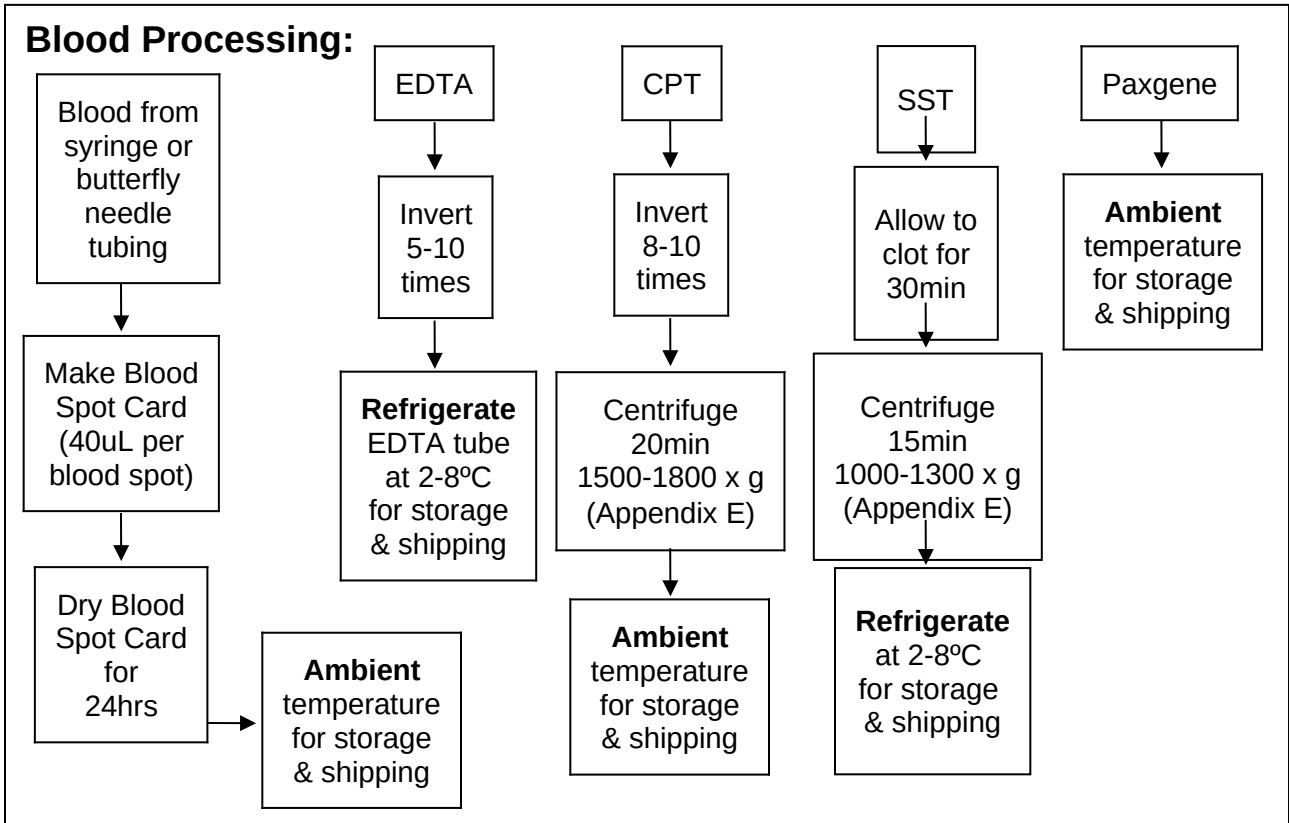 Blood Processing:
Blood from
syringe or
butterfly
needle
tubing
Make Blood
Spot Card
(40uL per
blood spot)
Dry Blood
Spot Card
for
24hrs
Ambient
temperature
for storage
& shipping
EDTA
Invert
5-10
times
Refrigerate
EDTA tube
at 2-8ºC
for storage
& shipping
CPT
Invert
8-10
times
Centrifuge
20min
1500-1800 x g
(Appendix E)
Ambient
temperature
for storage
& shipping
SST
Allow to
clot for
30min
Centrifuge
15min
1000-1300 x g
(Appendix E)
Refrigerate
at 2-8ºC
for storage
& shipping
Paxgene
Ambient
temperature
for storage
& shipping